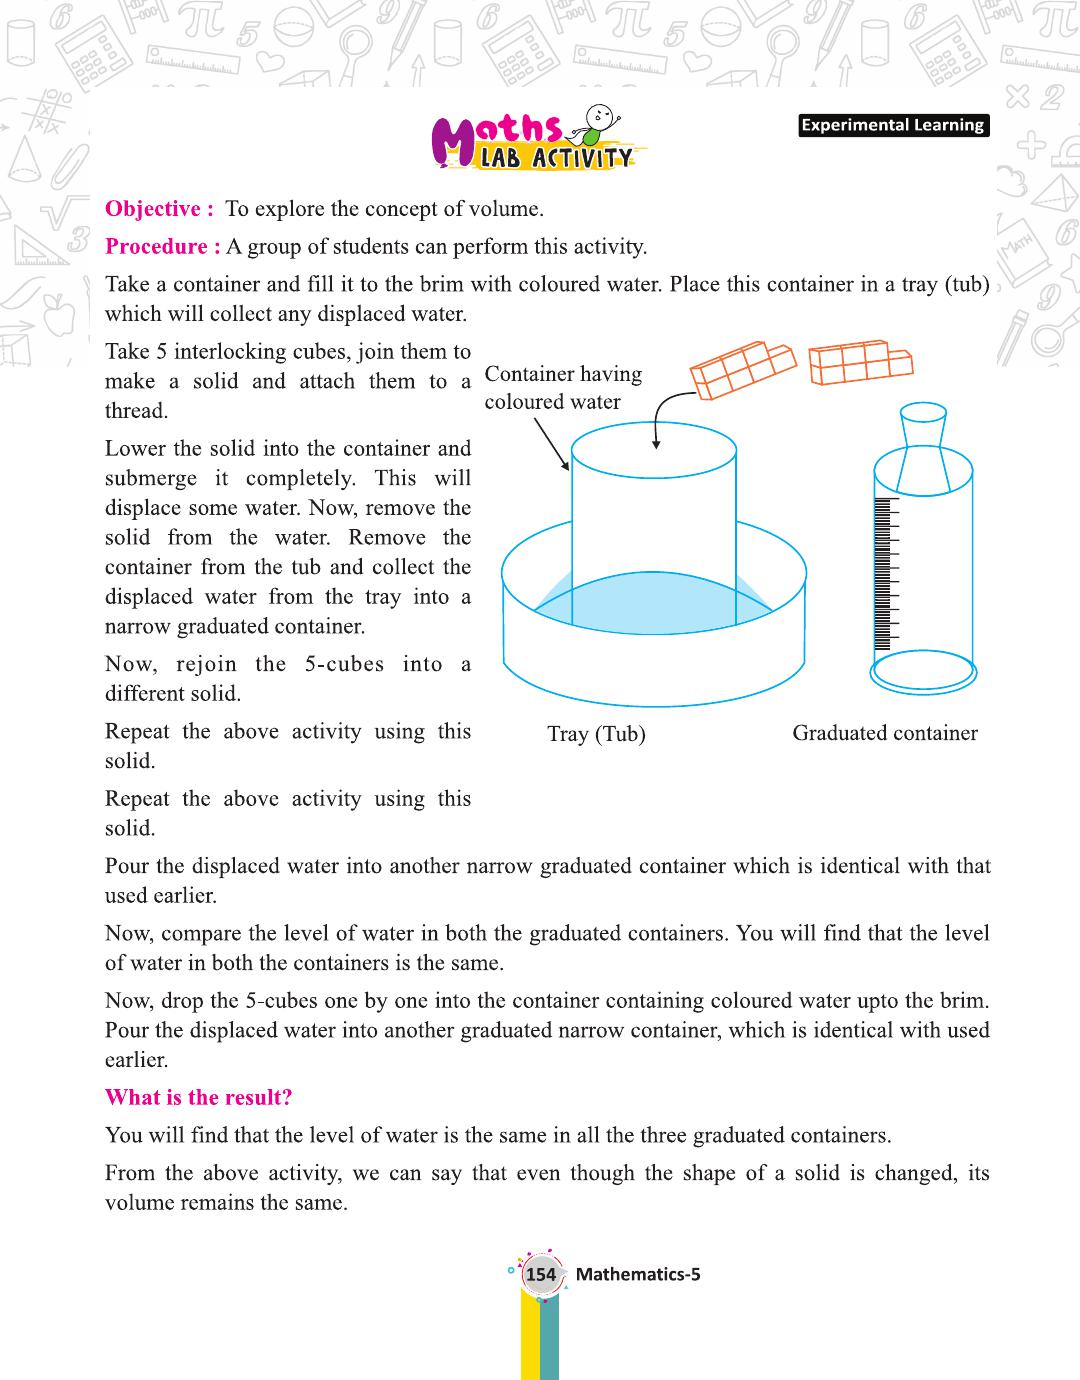 Maths
LAB ACTIVITY
Experimental Learning
Objective : To explore the concept of volume.
Procedure : A group of students can perform this activity.
Take a container and fill it to the brim with coloured water. Place this container in a tray (tub)
which will collect any displaced water.
Take 5 interlocking cubes, join them to
make a solid and attach them to a
thread.
Lower the solid into the container and
submerge it completely. This will
displace some water. Now, remove the
solid from the water. Remove the
container from the tub and collect the
displaced water from the tray into a
narrow graduated container.
Now, rejoin the 5-cubes into a
different solid.
Repeat the above activity using this
solid.
Repeat the above activity using this
solid.
Container having
coloured water
Tray (Tub)
Graduated container
Pour the displaced water into another narrow graduated container which is identical with that
used earlier.
Now, compare the level of water in both the graduated containers. You will find that the level
of water in both the containers is the same.
Now, drop the 5-cubes one by one into the container containing coloured water upto the brim.
Pour the displaced water into another graduated narrow container, which is identical with used
earlier.
What is the result?
You will find that the level of water is the same in all the three graduated containers.
From the above activity, we can say that even though the shape of a solid is changed, its
volume remains the same.
154 Mathematics-5